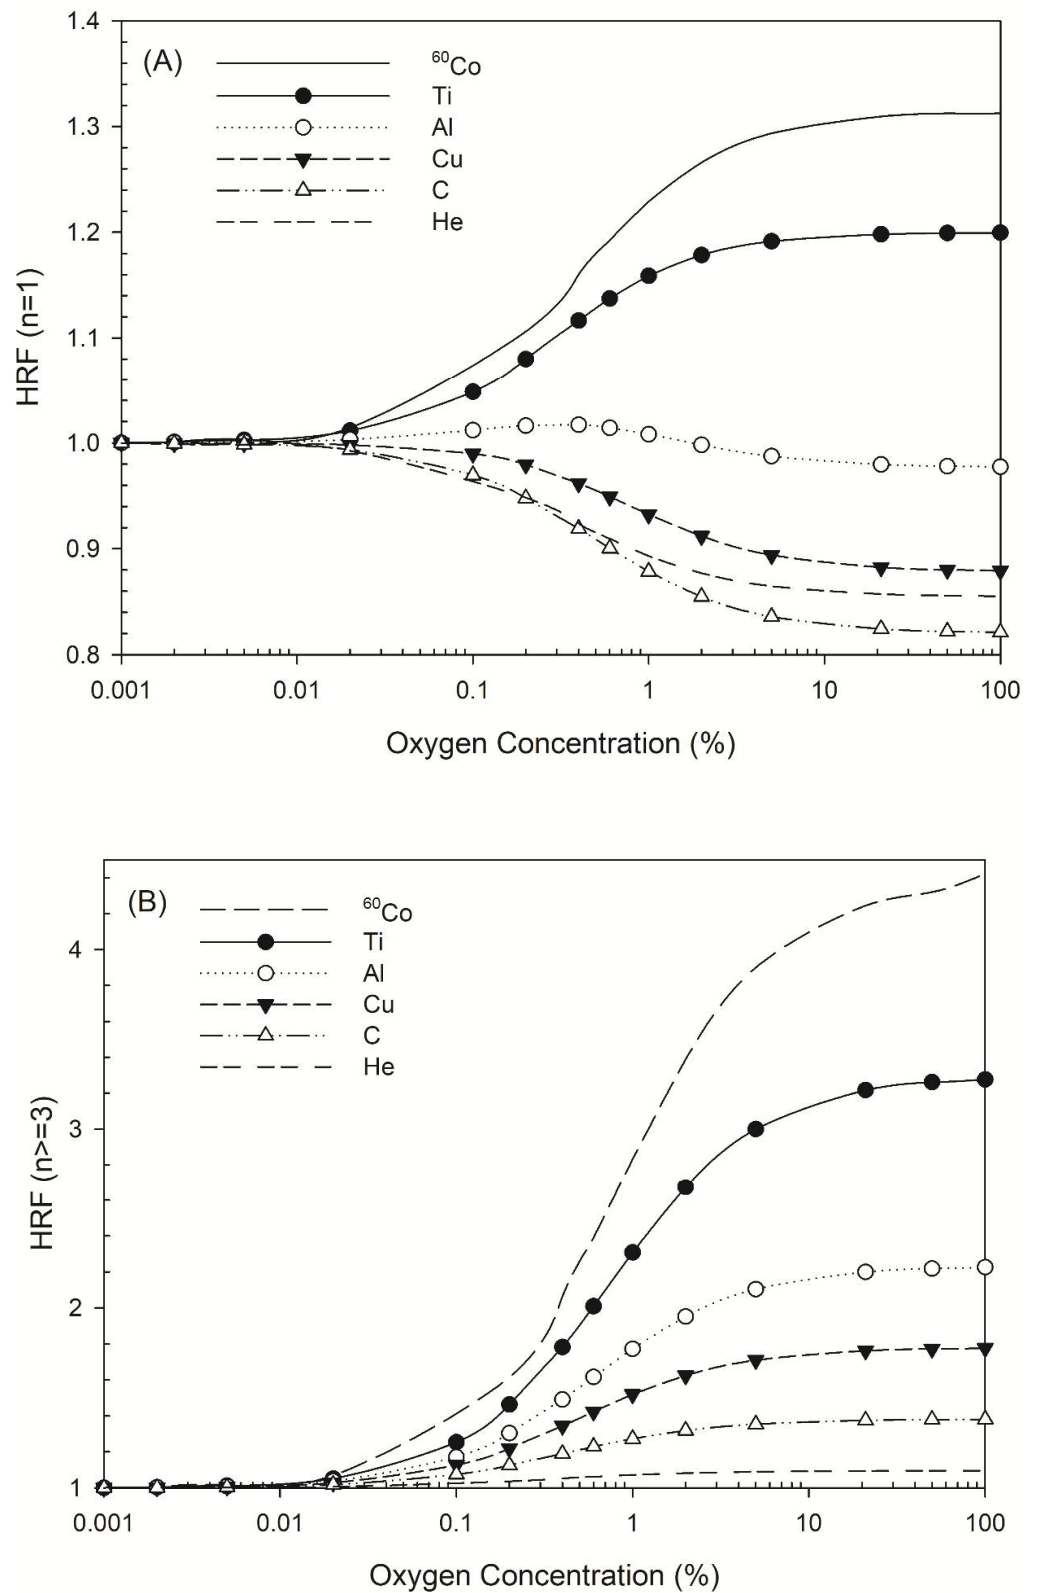 1.4
(A)
⁶⁰Co
Ti
Al
Cu
C
He
1.3
1.2
1.1
1.0
0.9
0.8
HRF (n=1)
0.001 0.01 0.1 1 10 100
Oxygen Concentration (%)
(B)
⁶⁰Co
Ti
Al
Cu
C
He
4
3
2
1
HRF (n>=3)
0.001 0.01 0.1 1 10 100
Oxygen Concentration (%)